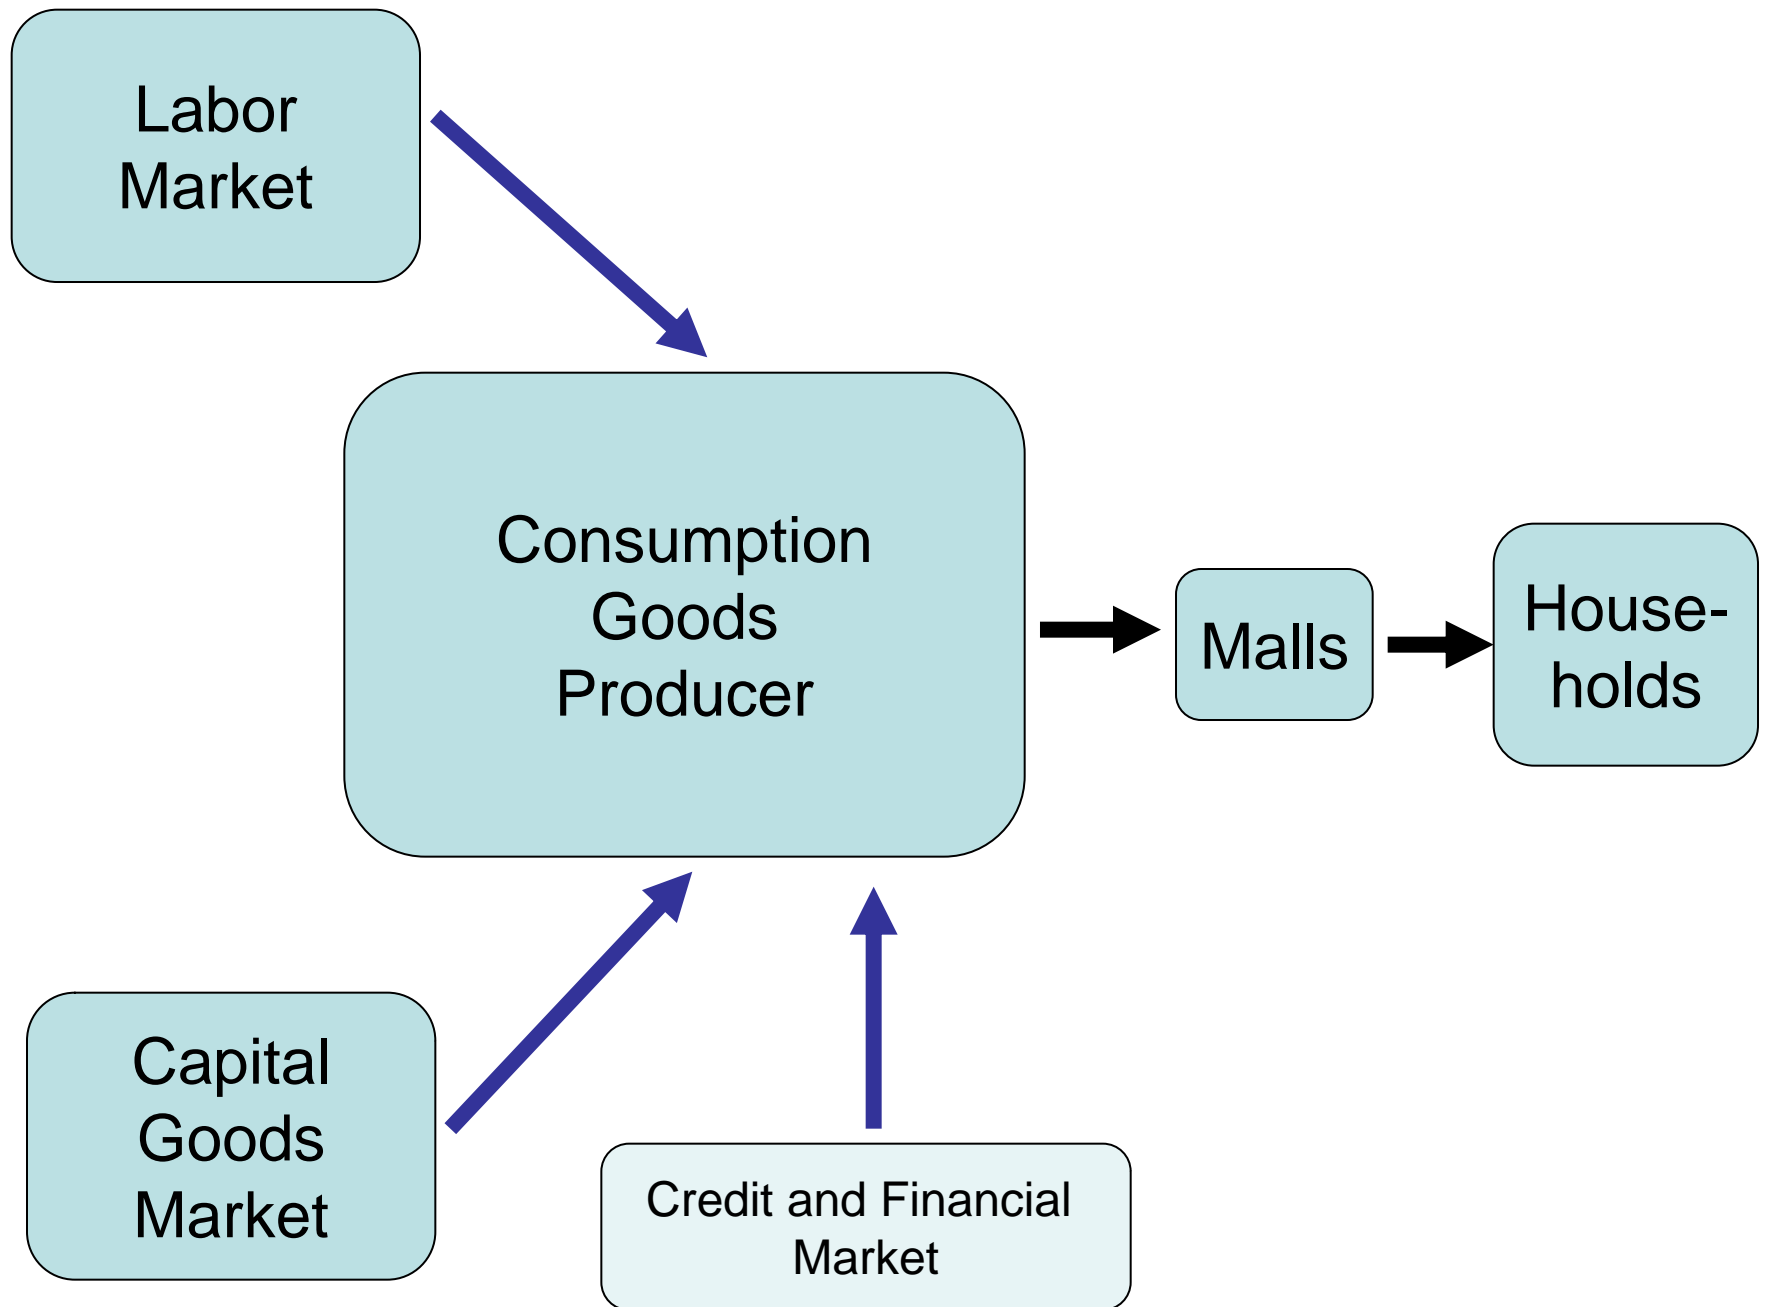 Labor
Market
Consumption
Goods
Producer
Malls
House-
holds
Capital
Goods
Market
Credit and Financial
Market